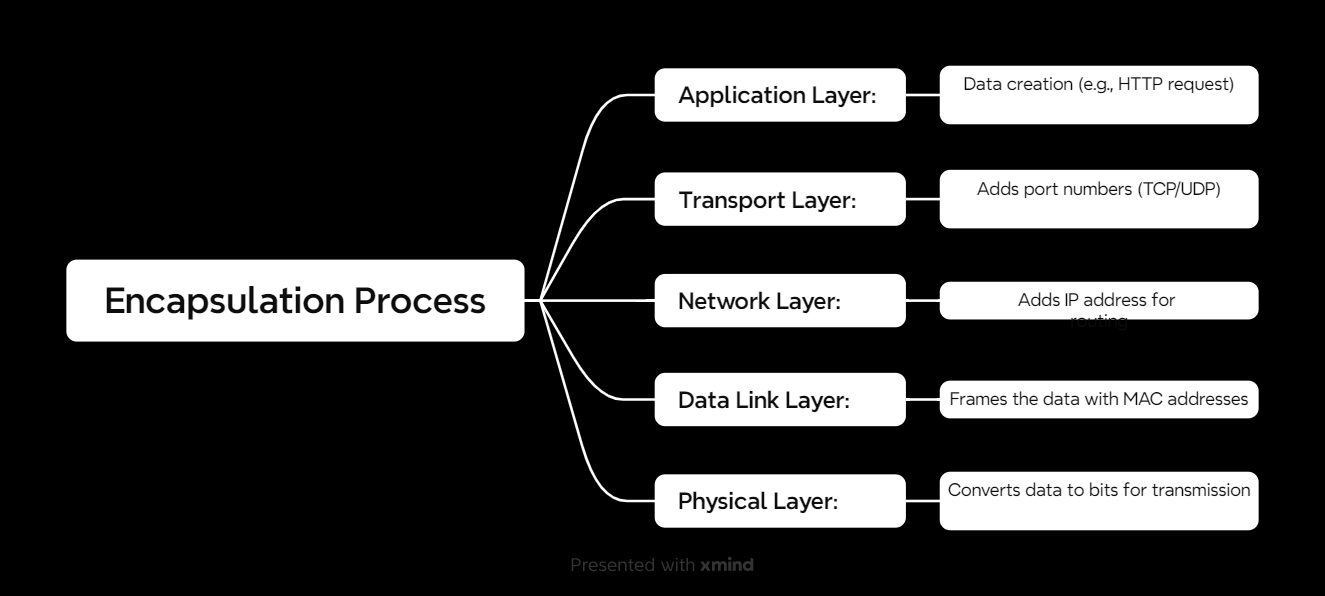 Application Layer:
Data creation (e.g., HTTP request)
Transport Layer:
Adds port numbers (TCP/UDP)
Encapsulation Process
Network Layer:
Adds IP address for
routing
Data Link Layer:
Frames the data with MAC addresses
Physical Layer:
Converts data to bits for transmission
Presented with xmind